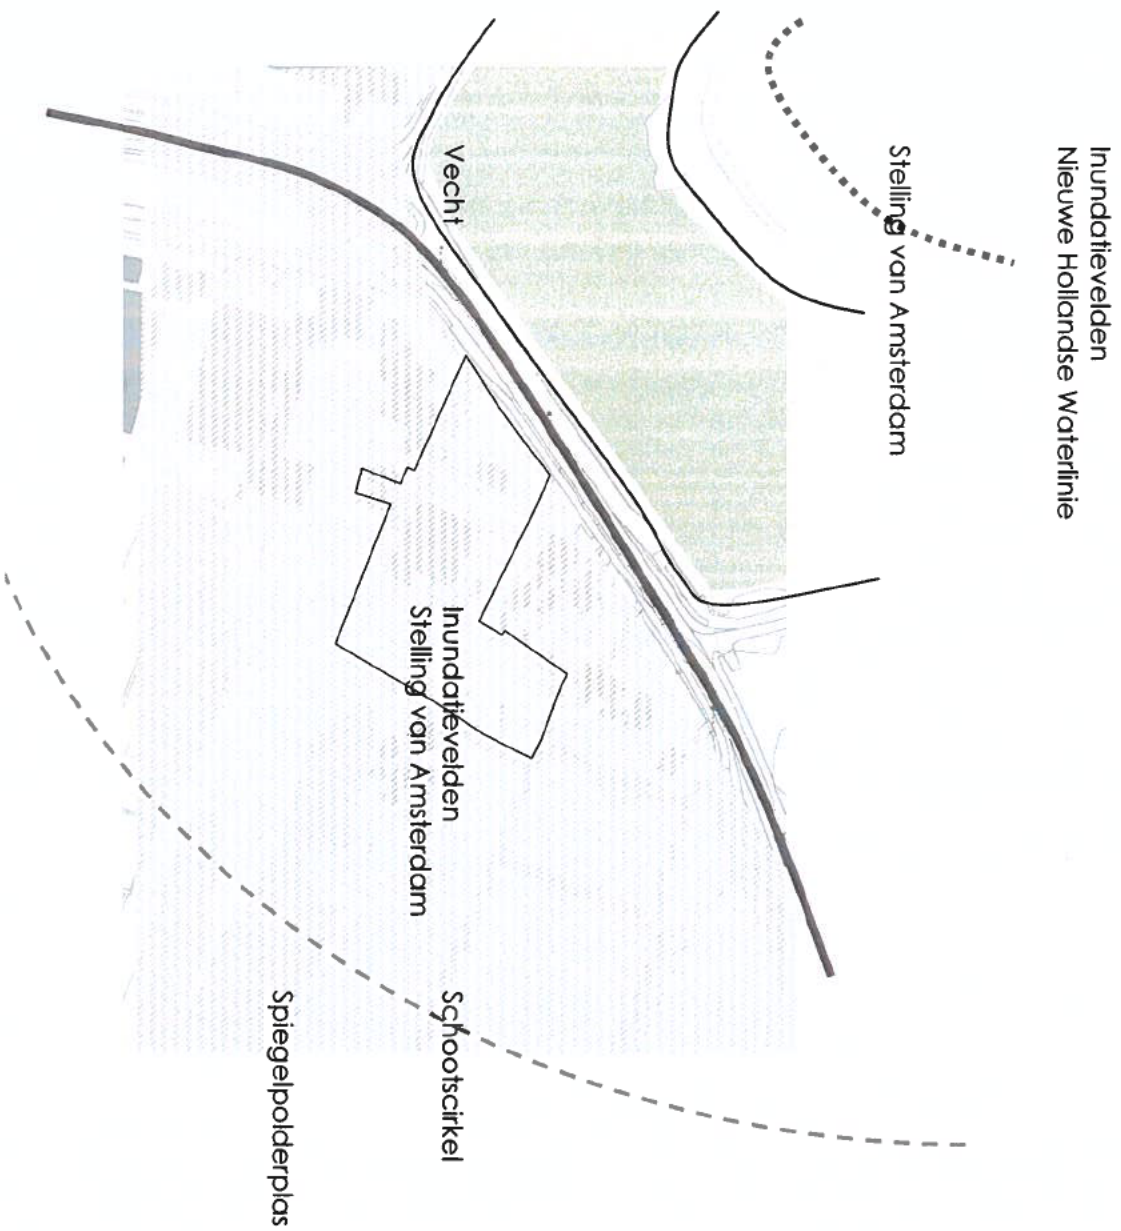 Inundatievelden
Nieuwe Hollandse Waterlinie
Stelling van Amsterdam
Vecht
Inundatievelden
Stelling van Amsterdam
Schootscirkel
Spiegelpolderplas